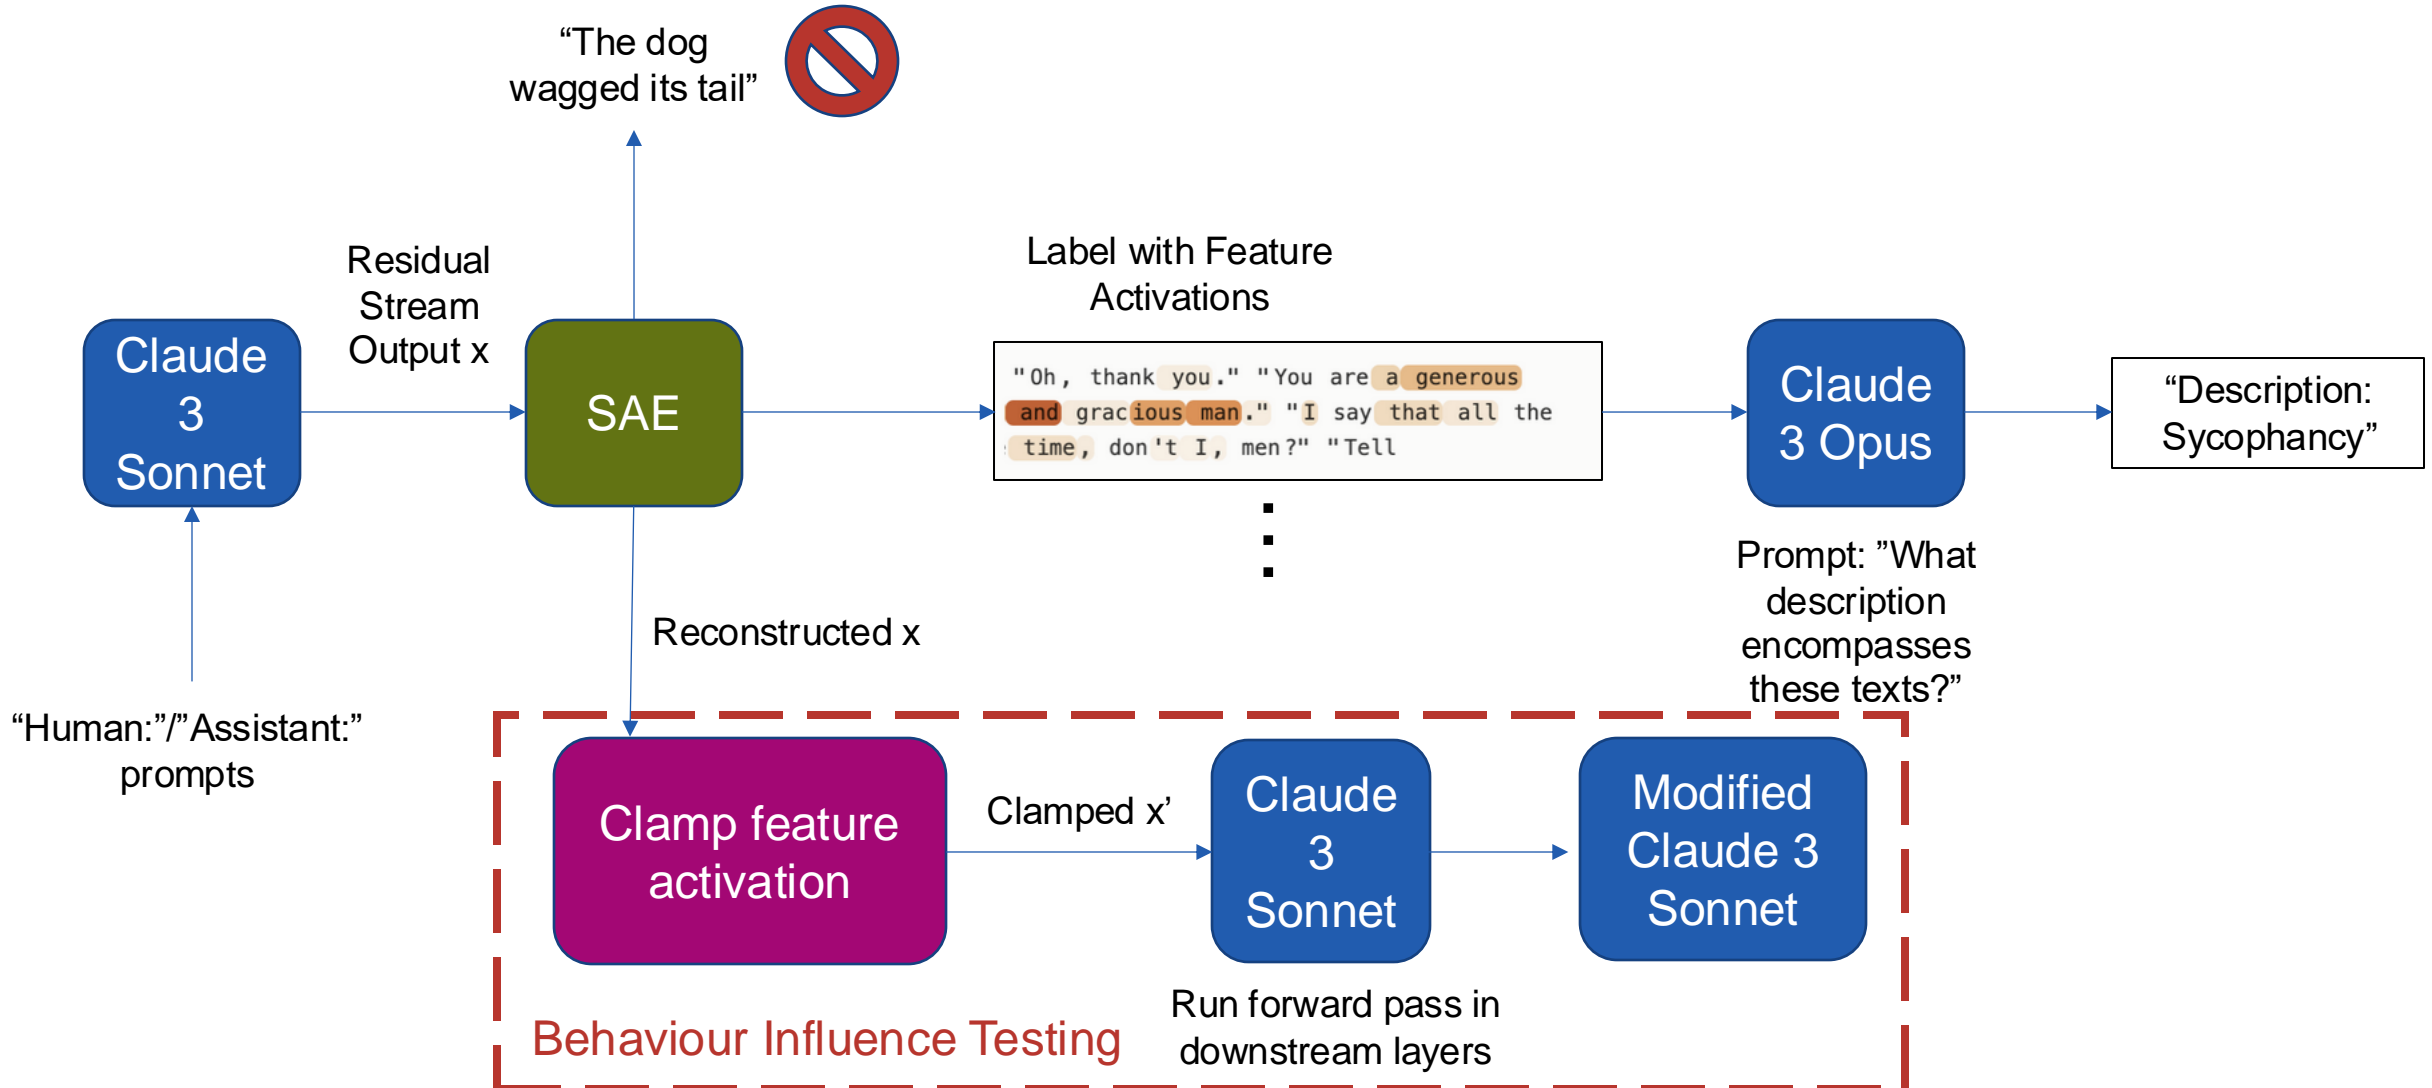 “The dog
wagged its tail”
Residual
Stream
Output x
Label with Feature
Activations
Claude
3
Sonnet
SAE
"Oh, thank you." "You are a generous
and gracious man." "I say that all the
time, don't I, men?" "Tell
Claude
3 Opus
“Description:
Sycophancy”
Prompt: ”What
description
encompasses
these texts?”
Reconstructed x
“Human:”/”Assistant:”
prompts
Clamp feature
activation
Clamped x’
Claude
3
Sonnet
Modified
Claude 3
Sonnet
Behaviour Influence Testing
Run forward pass in
downstream layers